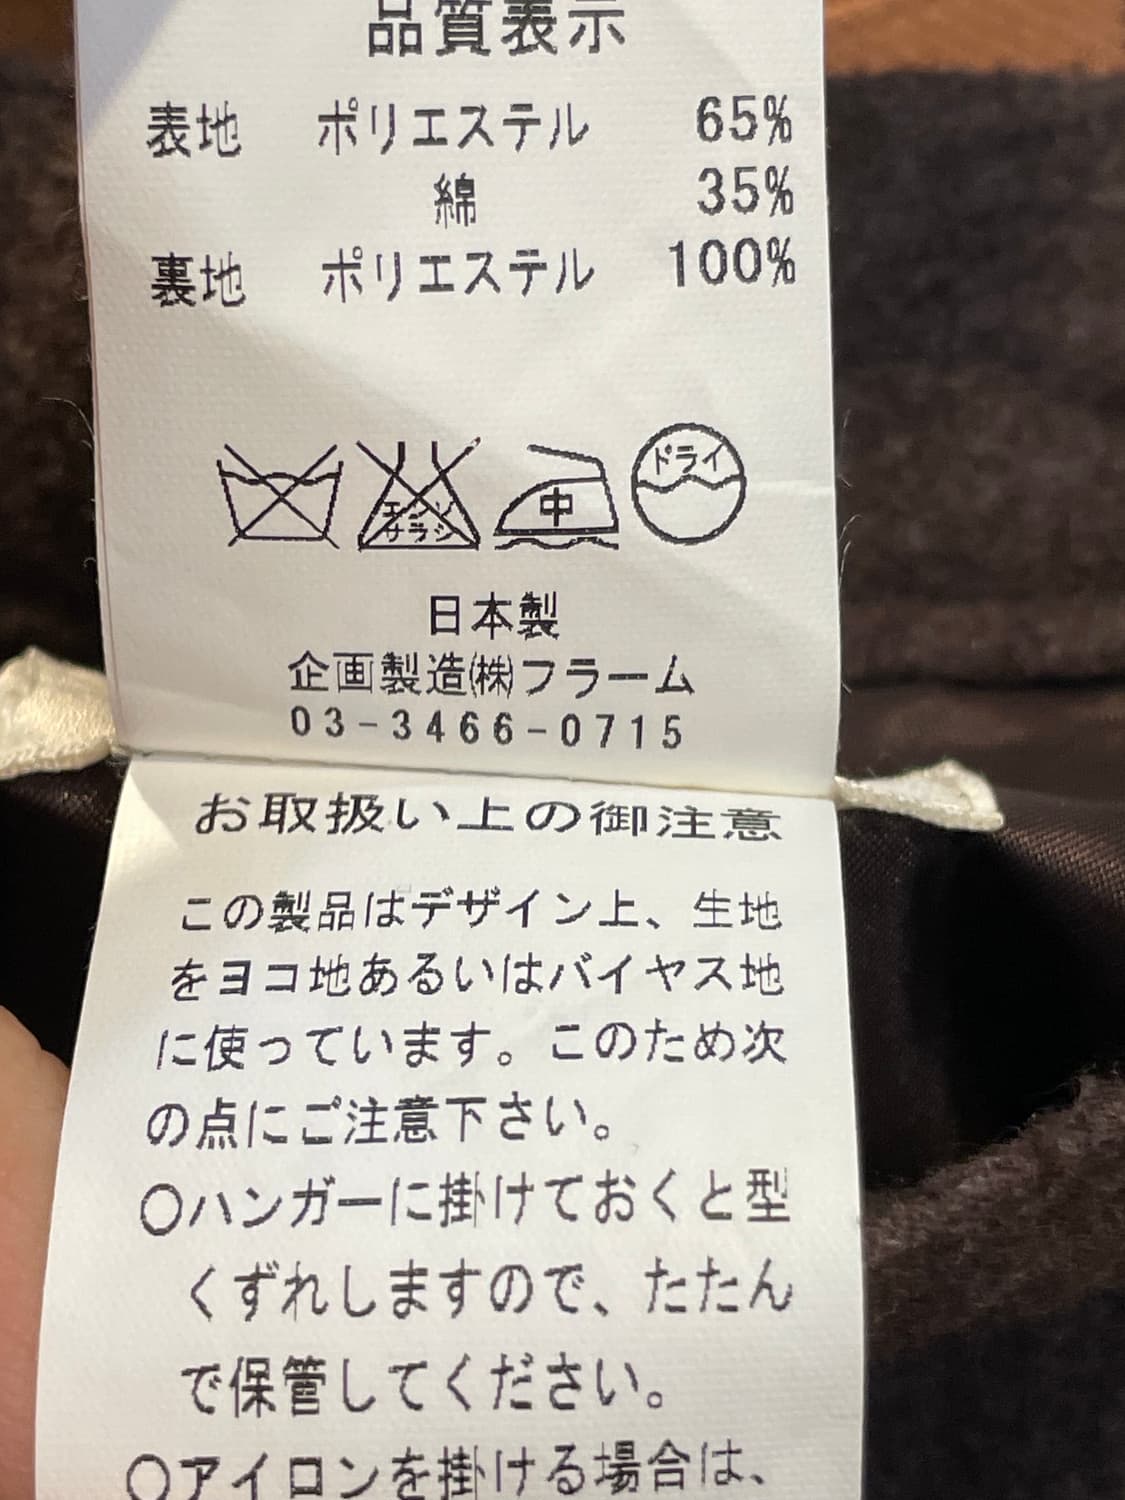 品質表示
表地 ポリエステル 65%
綿 35%
裏地 ポリエステル 100%
エンソ サラシ 中 ドライ
日本製
企画製造㈱フラーム
03-3466-0715
お取扱い上の御注意
この製品はデザイン上、生地
をヨコ地あるいはバイヤス地
に使っています。このため次
の点にご注意下さい。
○ハンガーに掛けておくと型
くずれしますので、たたん
で保管してください。
○アイロンを掛ける場合は、